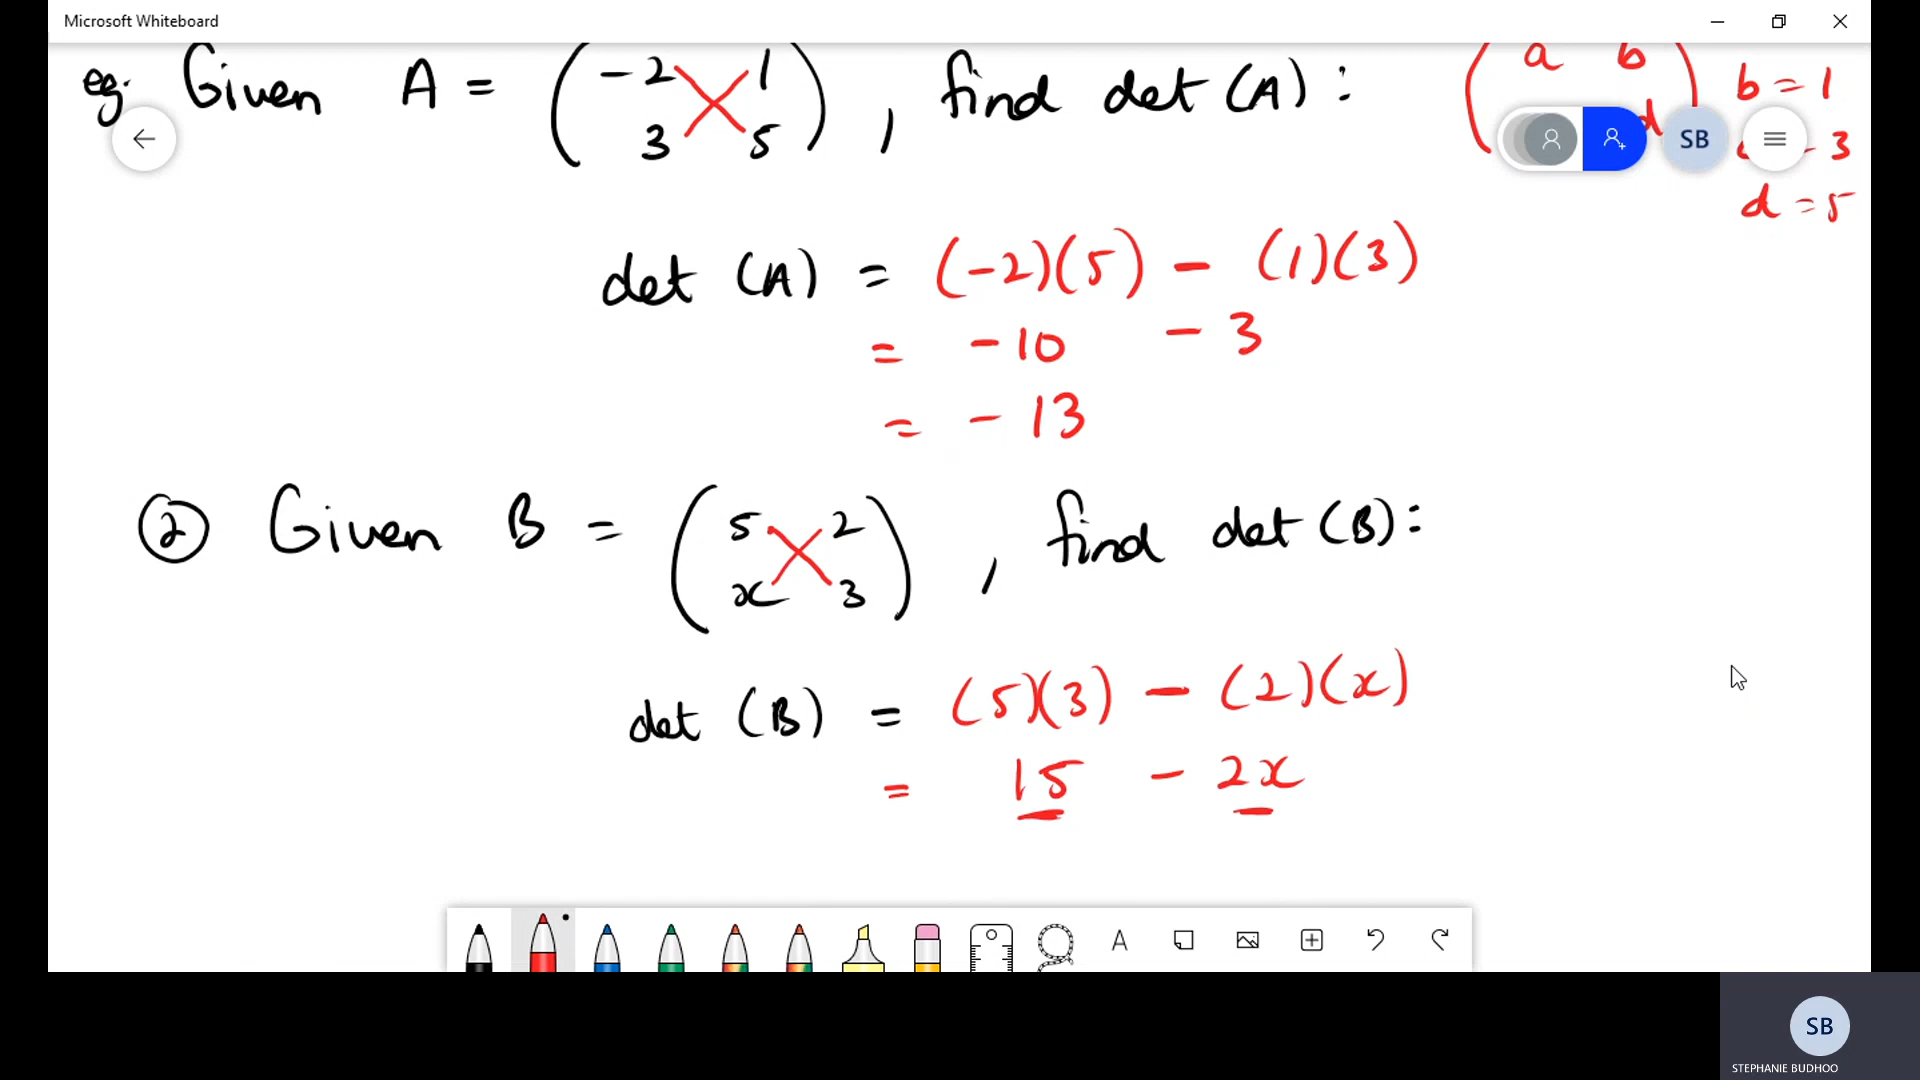 Microsoft Whiteboard
eg. Given A = ( -2 1 , find det (A) :
3 5 )
( a b
d )
b = 1
- 3
d = 5
det (A) = (-2)(5) - (1)(3)
= -10 - 3
= -13
② Given B = ( 5 2 , find det (B) :
x 3 )
det (B) = (5)(3) - (2)(x)
= 15 - 2x
SB
A
SB
STEPHANIE BUDHOO